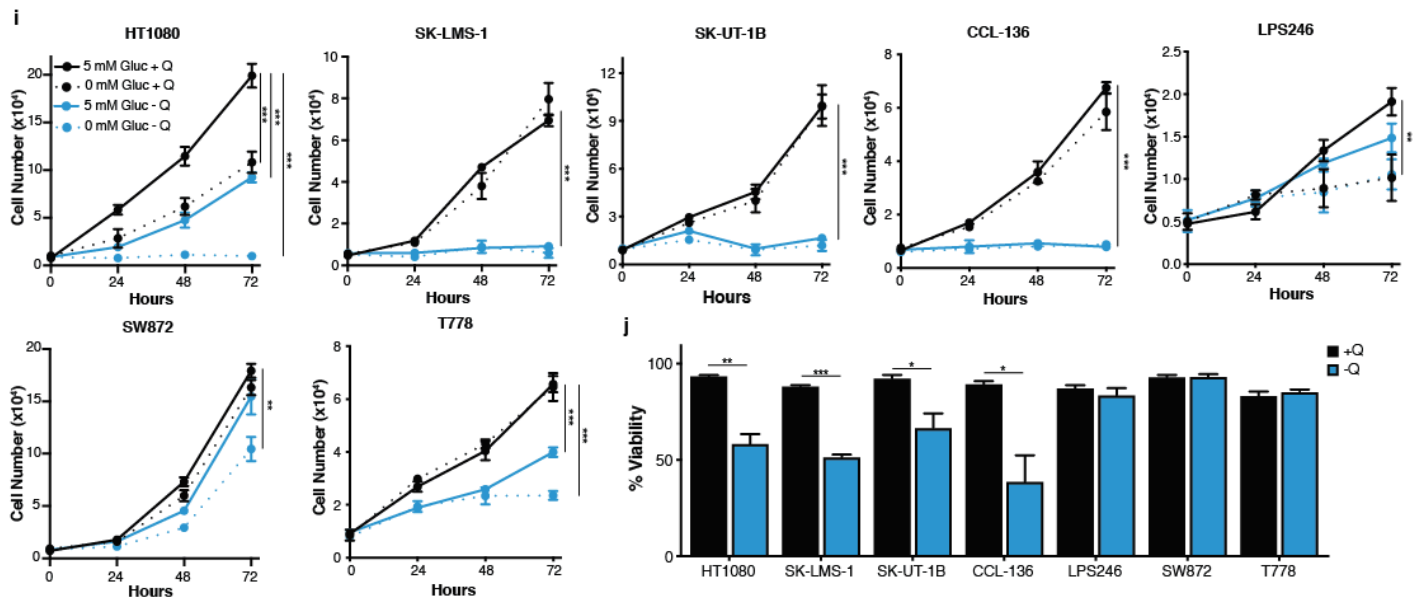 i
HT1080
5 mM Gluc + Q
0 mM Gluc + Q
5 mM Gluc - Q
0 mM Gluc - Q
Cell Number (x10⁴)
20
15
10
5
0
0 24 48 72
Hours
***
***
***
SK-LMS-1
Cell Number (x10⁴)
10
8
6
4
2
0
0 24 48 72
Hours
***
SK-UT-1B
Cell Number (x10⁴)
12
9
6
3
0
0 24 48 72
Hours
***
CCL-136
Cell Number (x10⁴)
8
6
4
2
0
0 24 48 72
Hours
***
LPS246
Cell Number (x10⁴)
2.5
2.0
1.5
1.0
0.5
0.0
0 24 48 72
Hours
**
SW872
Cell Number (x10⁴)
20
15
10
5
0
0 24 48 72
Hours
**
T778
Cell Number (x10⁴)
8
6
4
2
0
0 24 48 72
Hours
***
***
j
% Viability
100
50
0
** *** * *
HT1080 SK-LMS-1 SK-UT-1B CCL-136 LPS246 SW872 T778
+Q
-Q